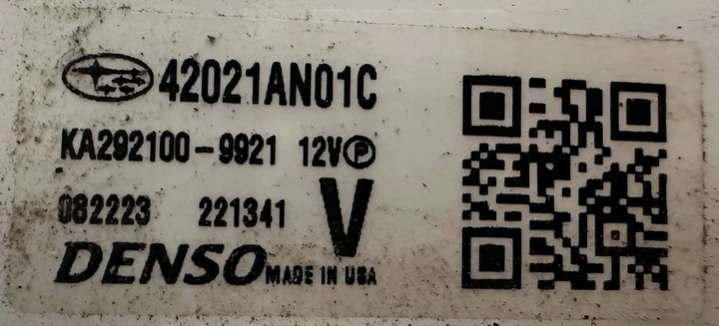 42021AN01C
KA292100-9921 12V Ⓟ
082223 221341 V
DENSO MADE IN USA